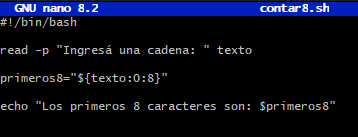 GNU nano 8.2 contar8.sh
#!/bin/bash
read -p "Ingresá una cadena: " texto
primeros8="${texto:0:8}"
echo "Los primeros 8 caracteres son: $primeros8"